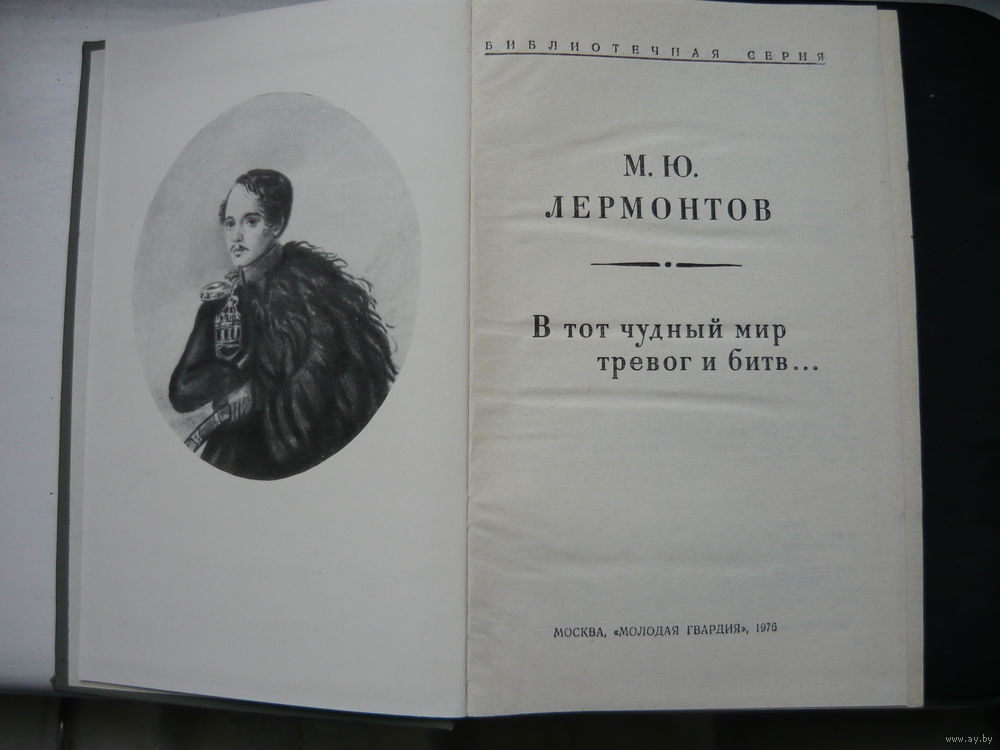 БИБЛИОТЕЧНАЯ СЕРИЯ
М. Ю.
ЛЕРМОНТОВ
В тот чудный мир
тревог и битв...
МОСКВА, «МОЛОДАЯ ГВАРДИЯ», 1976
www.ay.by